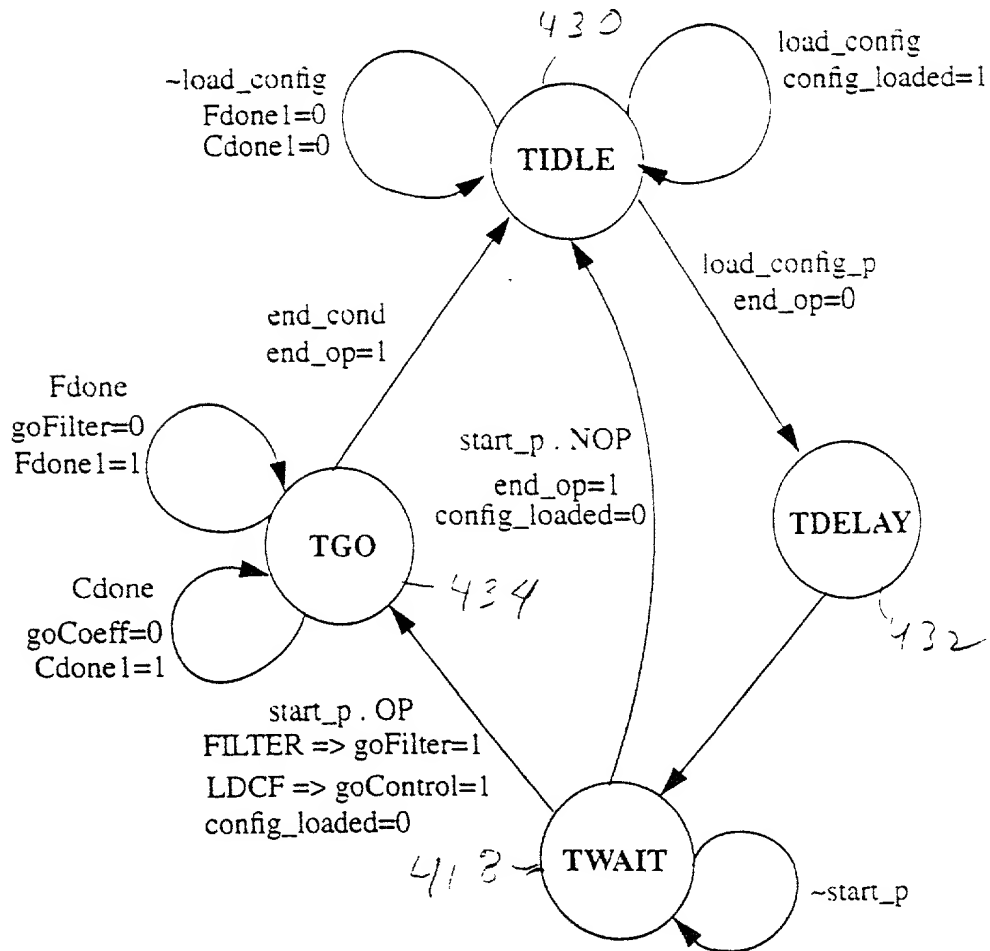 430
~load_config
Fdone1=0
Cdone1=0
load_config
config_loaded=1
TIDLE
load_config_p
end_op=0
end_cond
end_op=1
Fdone
goFilter=0
Fdone1=1
start_p . NOP
end_op=1
config_loaded=0
TDELAY
432
TGO
434
Cdone
goCoeff=0
Cdone1=1
start_p . OP
FILTER => goFilter=1
LDCF => goControl=1
config_loaded=0
418
TWAIT
~start_p